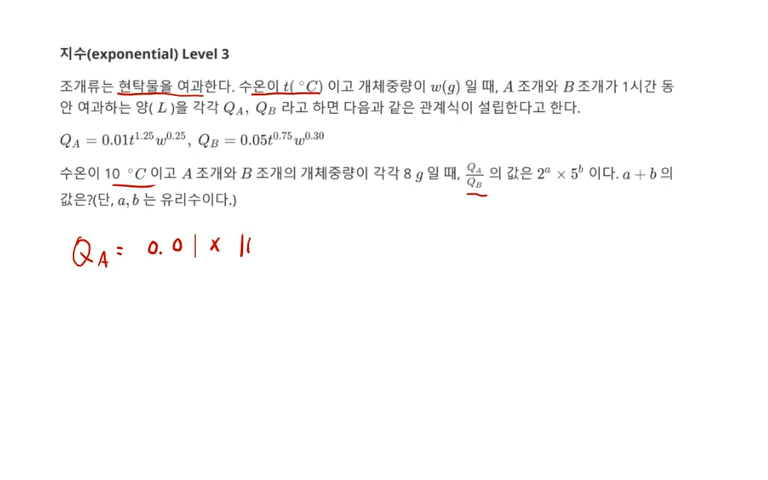 지수(exponential) Level 3
조개류는 현탁물을 여과한다. 수온이 t( °C) 이고 개체중량이 w(g) 일 때, A 조개와 B 조개가 1시간 동
안 여과하는 양( L)을 각각 Q_A, Q_B 라고 하면 다음과 같은 관계식이 설립한다고 한다.
Q_A = 0.01t^{1.25}w^{0.25}, Q_B = 0.05t^{0.75}w^{0.30}
수온이 10 °C 이고 A 조개와 B 조개의 개체중량이 각각 8 g 일 때, \frac{Q_A}{Q_B} 의 값은 2^a × 5^b 이다. a + b 의
값은?(단, a, b 는 유리수이다.)
Q_A = 0.01 ×